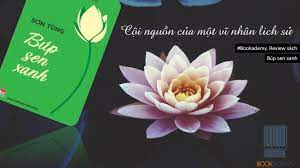 SƠN TÙNG
Búp
sen
xanh
Cội nguồn của một vĩ nhân lịch sử
#Bookademy. Review sách
Búp sen xanh
BOOK